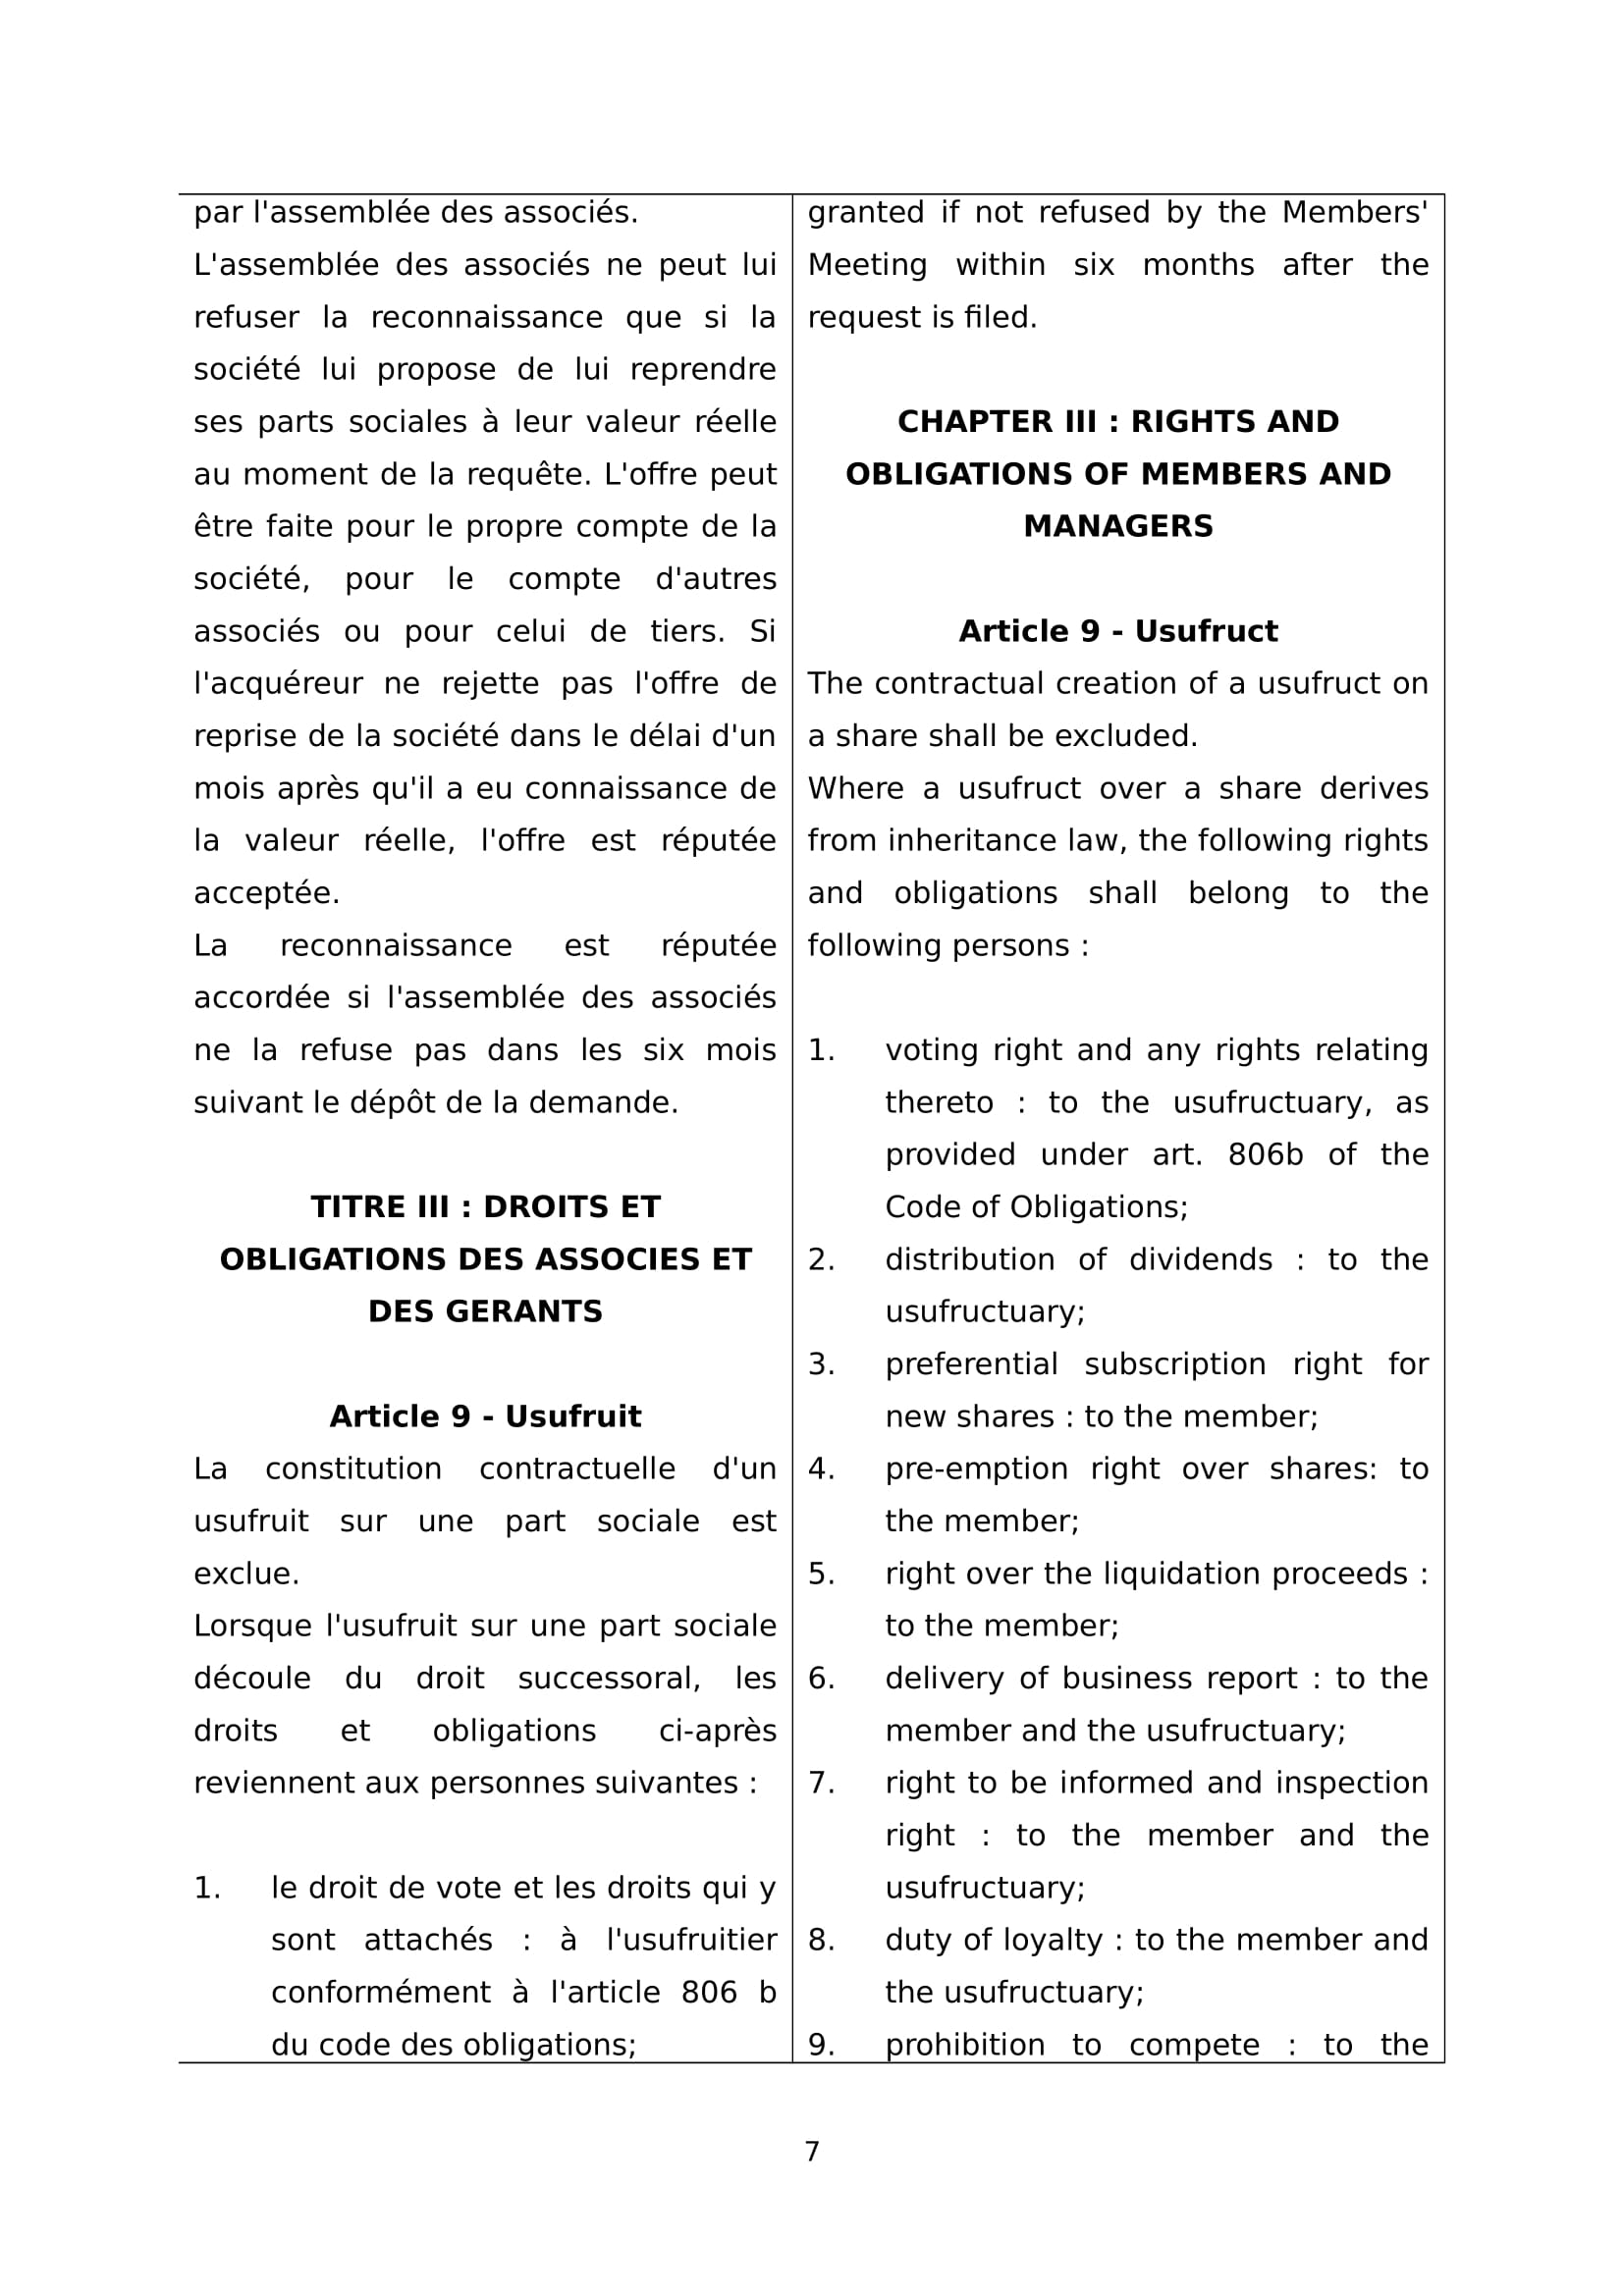 par l'assemblée des associés.
L'assemblée des associés ne peut lui
refuser la reconnaissance que si la
société lui propose de lui reprendre
ses parts sociales à leur valeur réelle
au moment de la requête. L'offre peut
être faite pour le propre compte de la
société, pour le compte d'autres
associés ou pour celui de tiers. Si
l'acquéreur ne rejette pas l'offre de
reprise de la société dans le délai d'un
mois après qu'il a eu connaissance de
la valeur réelle, l'offre est réputée
acceptée.
La reconnaissance est réputée
accordée si l'assemblée des associés
ne la refuse pas dans les six mois
suivant le dépôt de la demande.
TITRE III : DROITS ET
OBLIGATIONS DES ASSOCIES ET
DES GERANTS
Article 9 - Usufruit
La constitution contractuelle d'un
usufruit sur une part sociale est
exclue.
Lorsque l'usufruit sur une part sociale
découle du droit successoral, les
droits et obligations ci-après
reviennent aux personnes suivantes :
1. le droit de vote et les droits qui y
sont attachés : à l'usufruitier
conformément à l'article 806 b
du code des obligations;
granted if not refused by the Members'
Meeting within six months after the
request is filed.
CHAPTER III : RIGHTS AND
OBLIGATIONS OF MEMBERS AND
MANAGERS
Article 9 - Usufruct
The contractual creation of a usufruct on
a share shall be excluded.
Where a usufruct over a share derives
from inheritance law, the following rights
and obligations shall belong to the
following persons :
1. voting right and any rights relating
thereto : to the usufructuary, as
provided under art. 806b of the
Code of Obligations;
2. distribution of dividends : to the
usufructuary;
3. preferential subscription right for
new shares : to the member;
4. pre-emption right over shares: to
the member;
5. right over the liquidation proceeds :
to the member;
6. delivery of business report : to the
member and the usufructuary;
7. right to be informed and inspection
right : to the member and the
usufructuary;
8. duty of loyalty : to the member and
the usufructuary;
9. prohibition to compete : to the
7